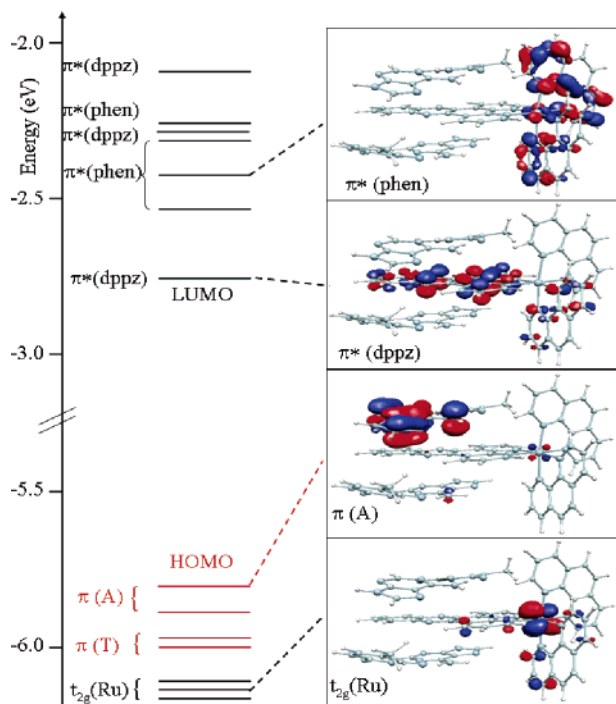 -2.0
π*(dppz)
π*(phen)
π*(dppz)
π*(phen)
-2.5
π*(dppz)
LUMO
-3.0
Energy (eV)
-5.5
HOMO
π (A) {
π (T) {
-6.0
t2g(Ru) {
π* (phen)
π* (dppz)
π (A)
t2g(Ru)